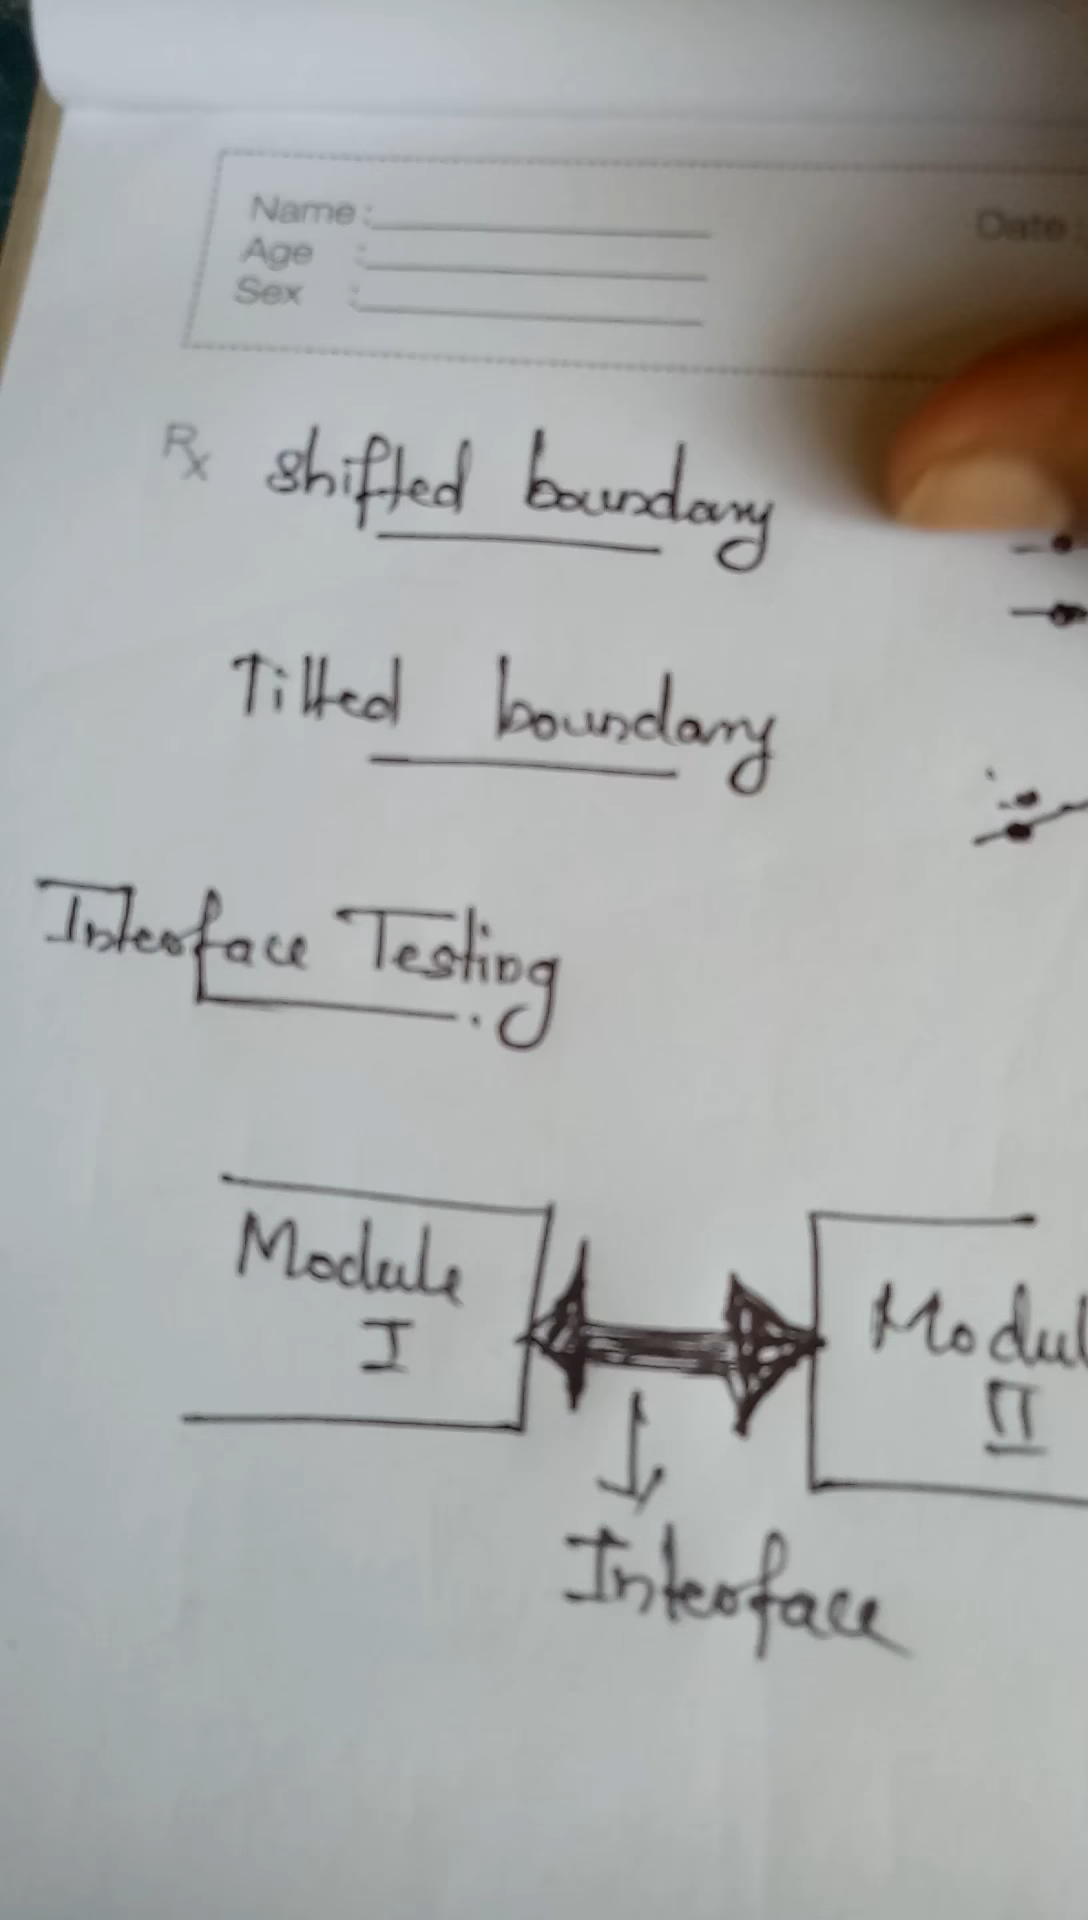 Name :
Date :
Age :
Sex :
Rx shifted boundary
Tilted boundary
Interface Testing
Module
I
Modul
II
Interface